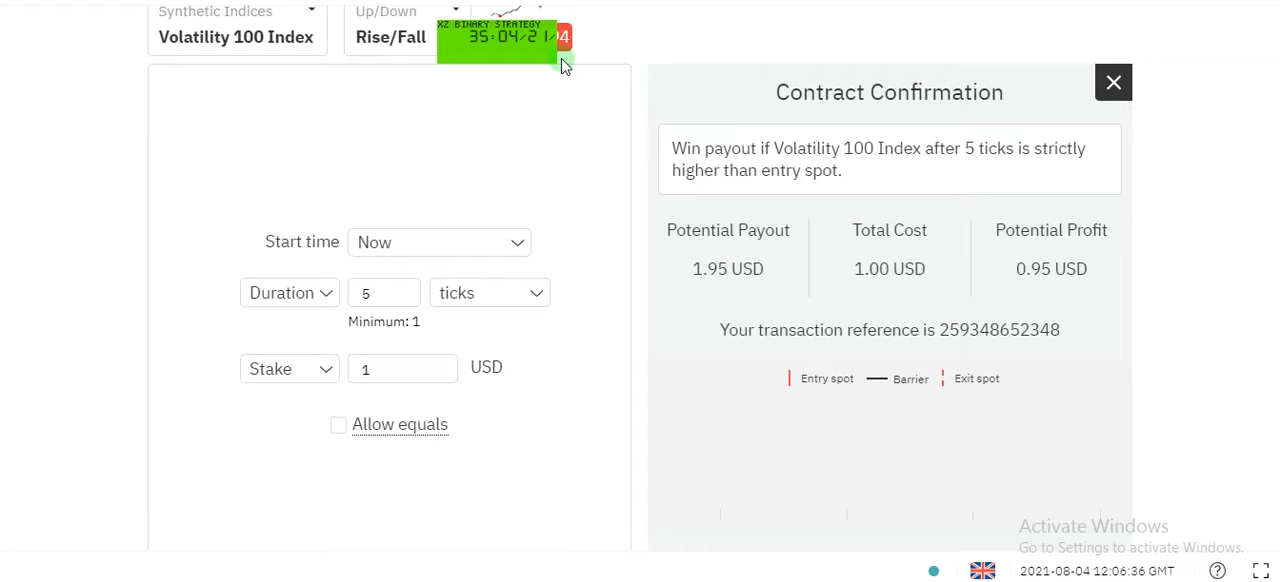 Synthetic Indices
Up/Down
Volatility 100 Index
Rise/Fall
XZ BINARY STRATEGY
35:04/21/
04
Contract Confirmation
Win payout if Volatility 100 Index after 5 ticks is strictly
higher than entry spot.
Potential Payout
Total Cost
Potential Profit
1.95 USD
1.00 USD
0.95 USD
Your transaction reference is 259348652348
Entry spot
Barrier
Exit spot
Start time
Now
Duration
5
ticks
Minimum: 1
Stake
1
USD
Allow equals
Activate Windows
Go to Settings to activate Windows.
2021-08-04 12:06:36 GMT